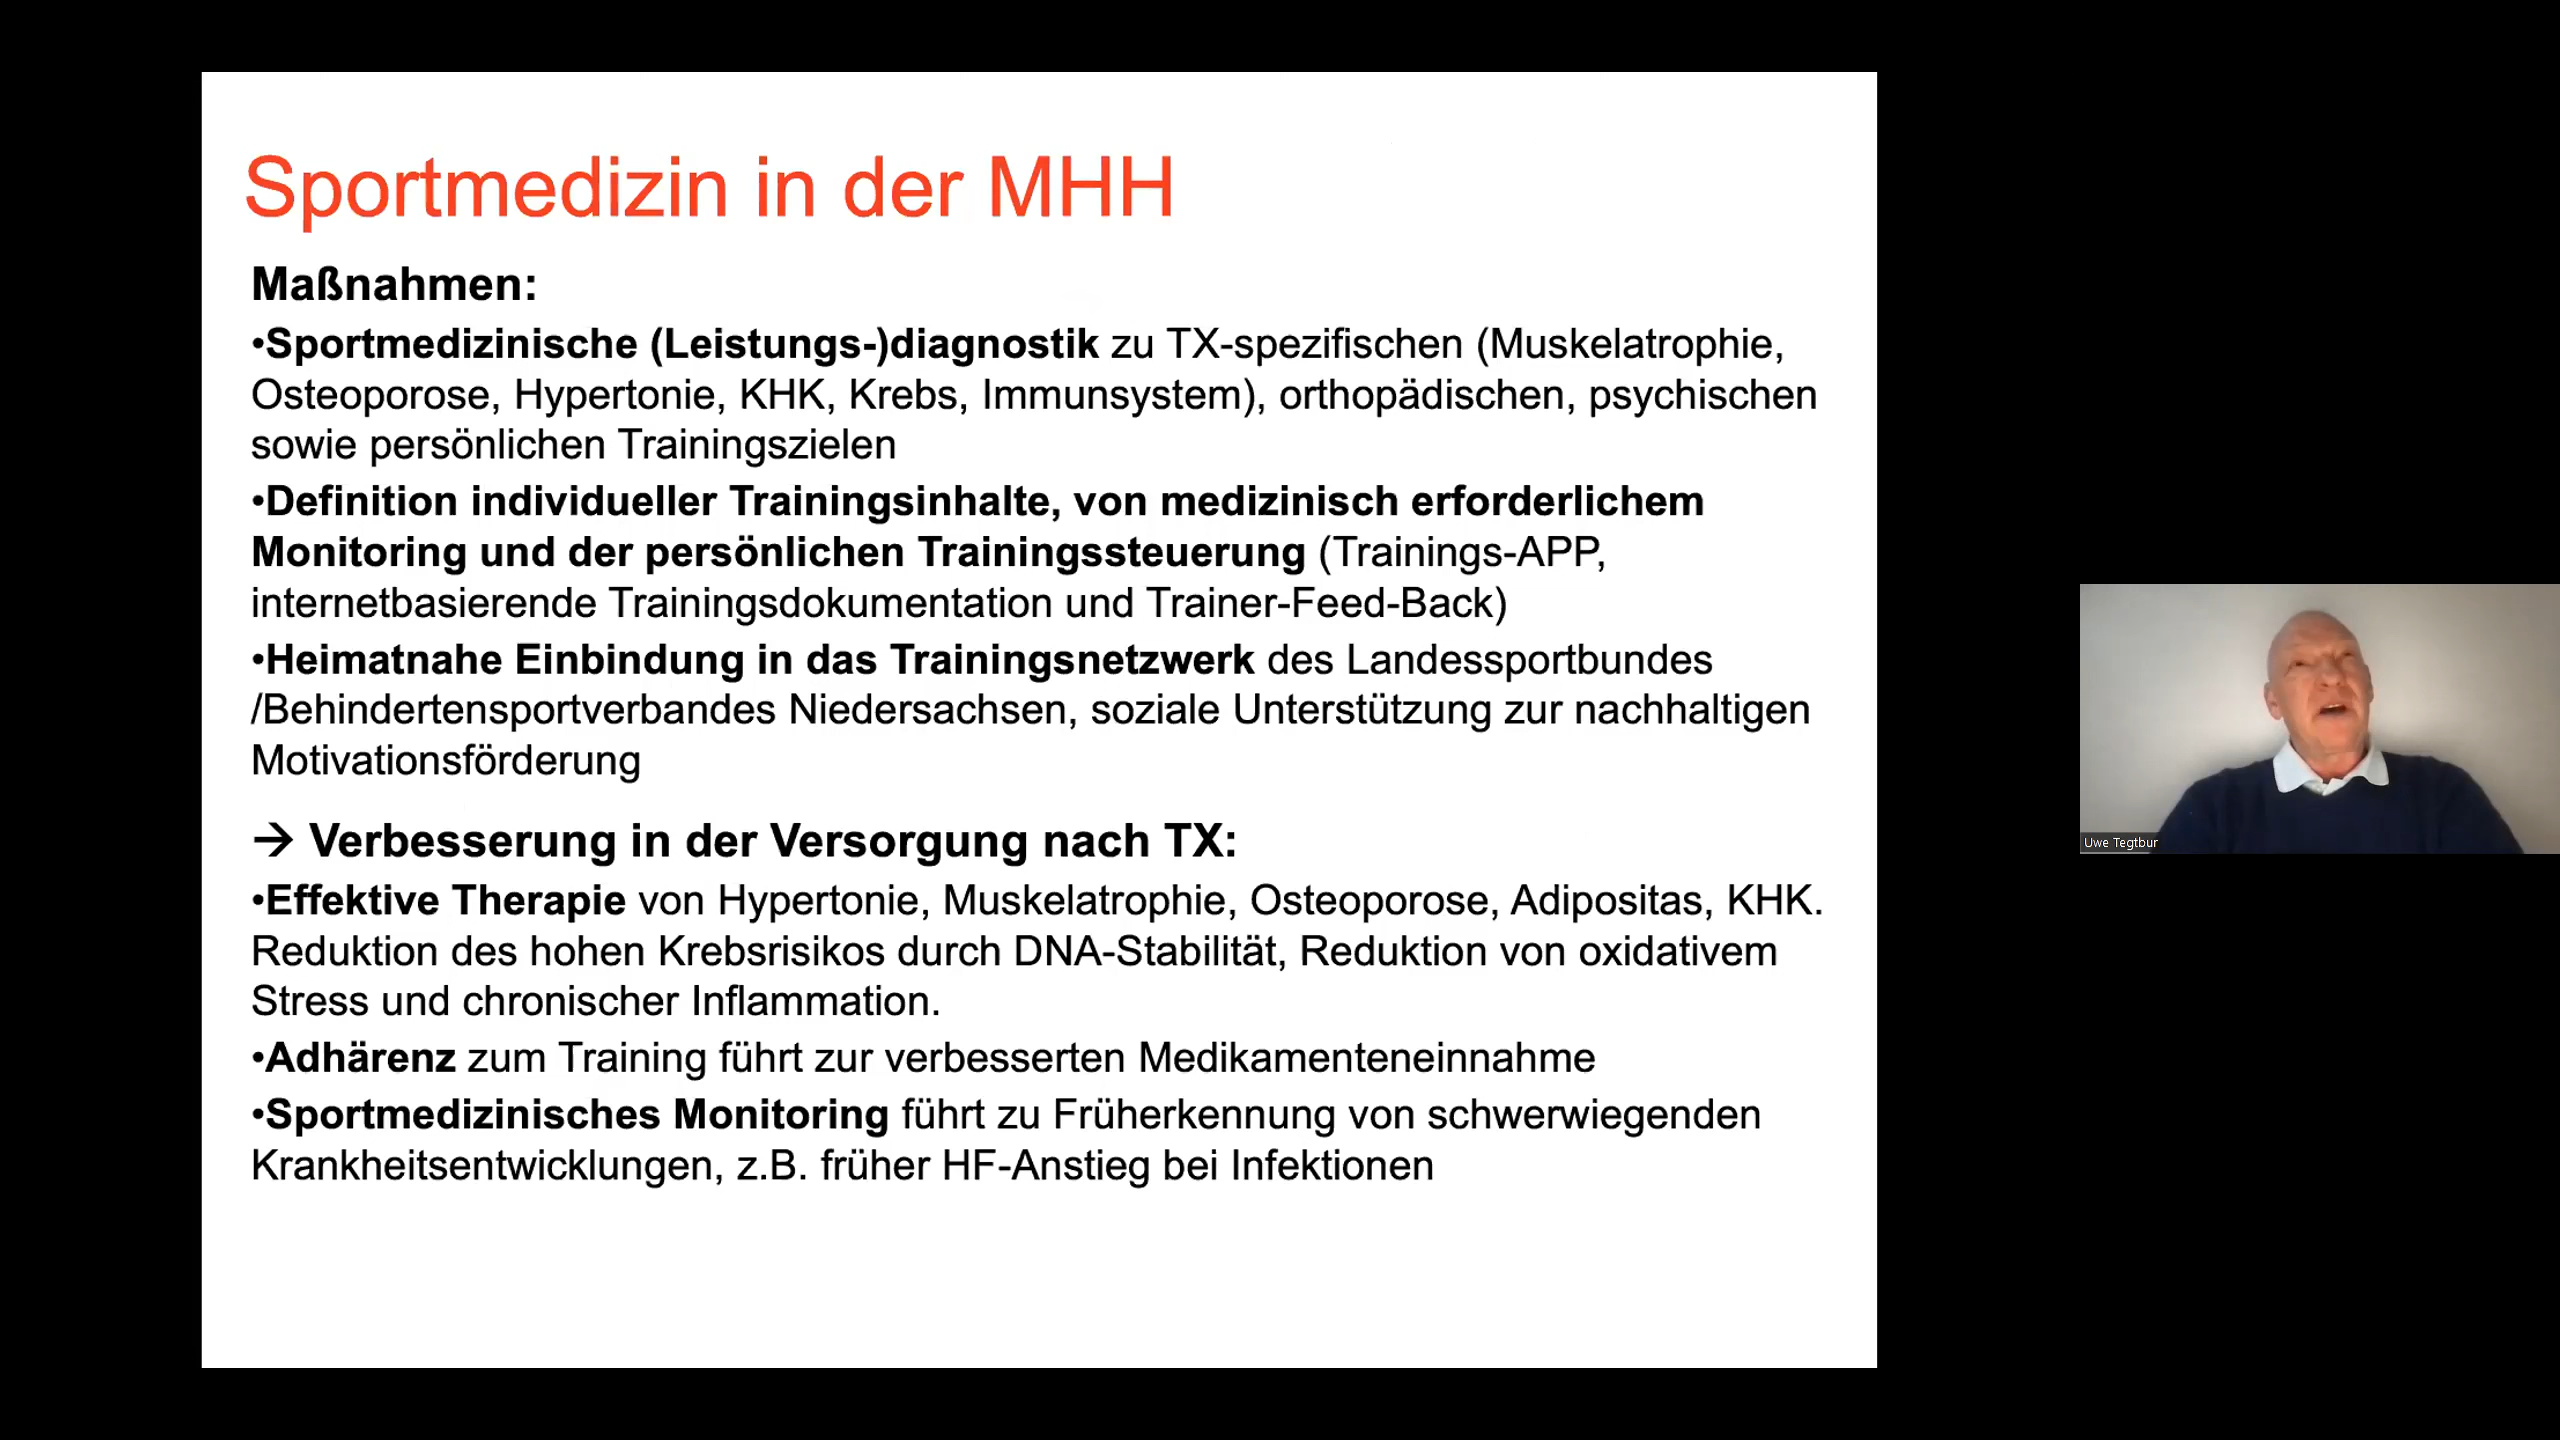 Sportmedizin in der MHH
Maßnahmen:
•Sportmedizinische (Leistungs-)diagnostik zu TX-spezifischen (Muskelatrophie,
Osteoporose, Hypertonie, KHK, Krebs, Immunsystem), orthopädischen, psychischen
sowie persönlichen Trainingszielen
•Definition individueller Trainingsinhalte, von medizinisch erforderlichem
Monitoring und der persönlichen Trainingssteuerung (Trainings-APP,
internetbasierende Trainingsdokumentation und Trainer-Feed-Back)
•Heimatnahe Einbindung in das Trainingsnetzwerk des Landessportbundes
/Behindertensportverbandes Niedersachsen, soziale Unterstützung zur nachhaltigen
Motivationsförderung
→ Verbesserung in der Versorgung nach TX:
•Effektive Therapie von Hypertonie, Muskelatrophie, Osteoporose, Adipositas, KHK.
Reduktion des hohen Krebsrisikos durch DNA-Stabilität, Reduktion von oxidativem
Stress und chronischer Inflammation.
•Adhärenz zum Training führt zur verbesserten Medikamenteneinnahme
•Sportmedizinisches Monitoring führt zu Früherkennung von schwerwiegenden
Krankheitsentwicklungen, z.B. früher HF-Anstieg bei Infektionen
Uwe Tegtbur